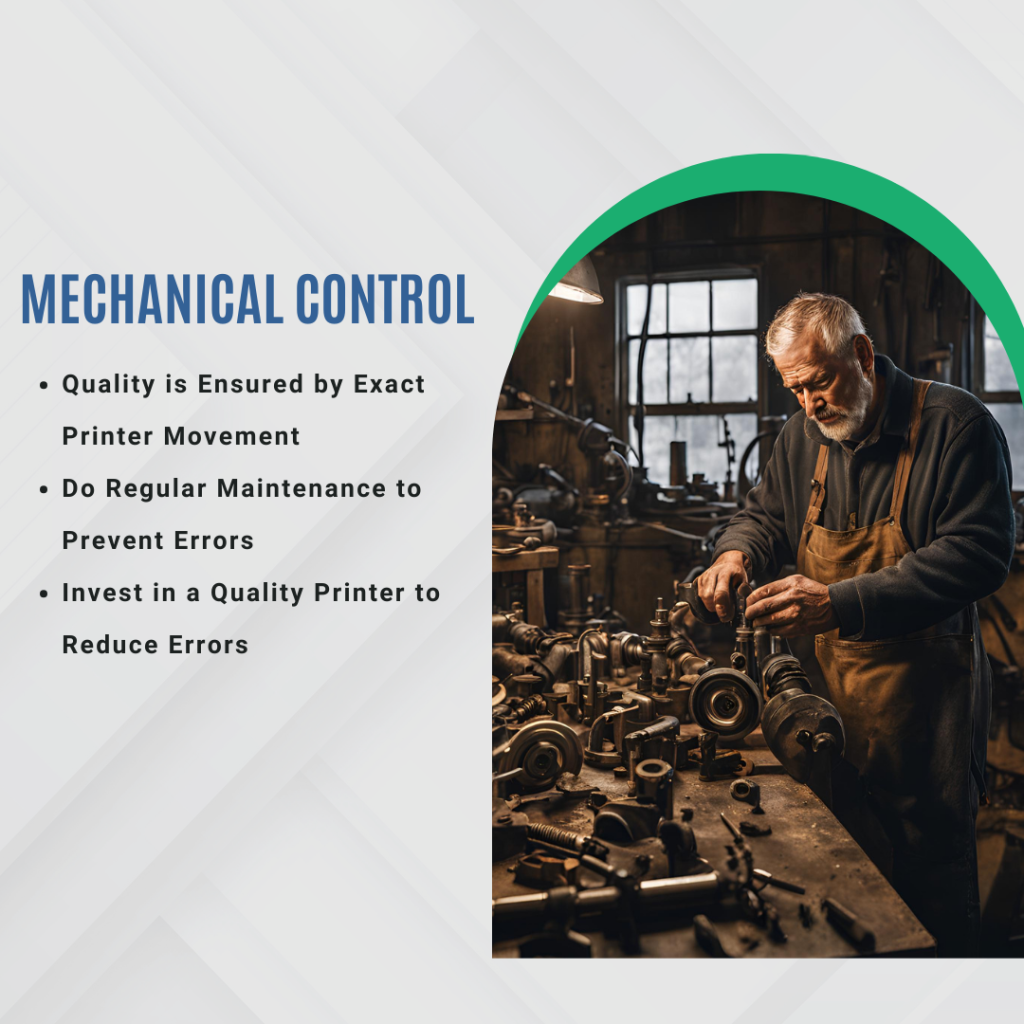 MECHANICAL CONTROL
• Quality is Ensured by Exact
Printer Movement
• Do Regular Maintenance to
Prevent Errors
• Invest in a Quality Printer to
Reduce Errors